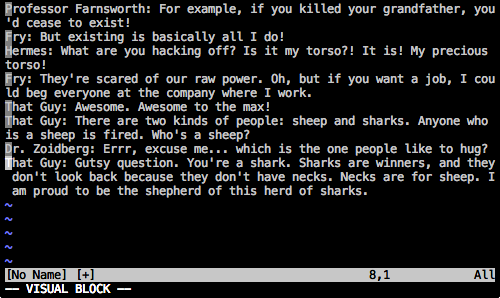 Professor Farnsworth: For example, if you killed your grandfather, you
'd cease to exist!
Fry: But existing is basically all I do!
Hermes: What are you hacking off? Is it my torso?! It is! My precious
torso!
Fry: They're scared of our raw power. Oh, but if you want a job, I cou
ld beg everyone at the company where I work.
That Guy: Awesome. Awesome to the max!
That Guy: There are two kinds of people: sheep and sharks. Anyone who
is a sheep is fired. Who's a sheep?
Dr. Zoidberg: Errr, excuse me... which is the one people like to hug?
That Guy: Gutsy question. You're a shark. Sharks are winners, and they
don't look back because they don't have necks. Necks are for sheep. I
am proud to be the shepherd of this herd of sharks.
~
~
~
~
~
[No Name] [+] 8,1 All
-- VISUAL BLOCK --